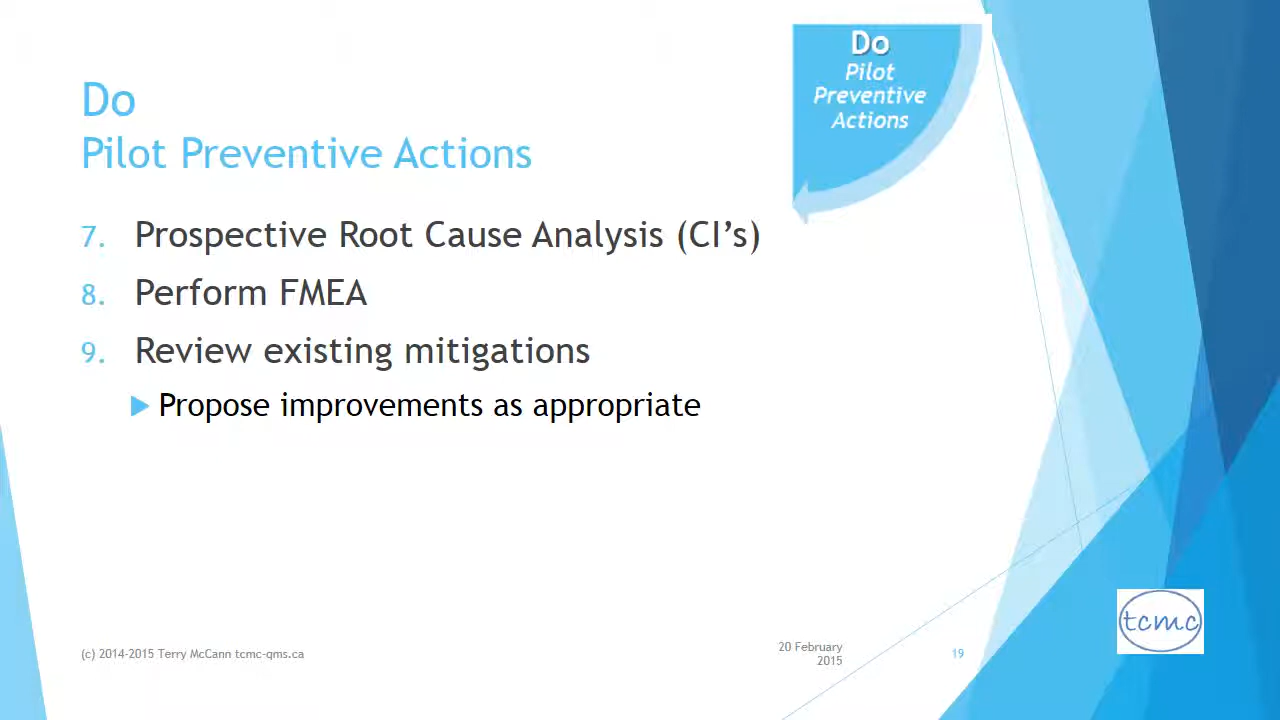 Do
Pilot
Preventive
Actions
Do
Pilot Preventive Actions
7. Prospective Root Cause Analysis (CI’s)
8. Perform FMEA
9. Review existing mitigations
Propose improvements as appropriate
(c) 2014-2015 Terry McCann tcmc-qms.ca
20 February
2015
19
tcmc